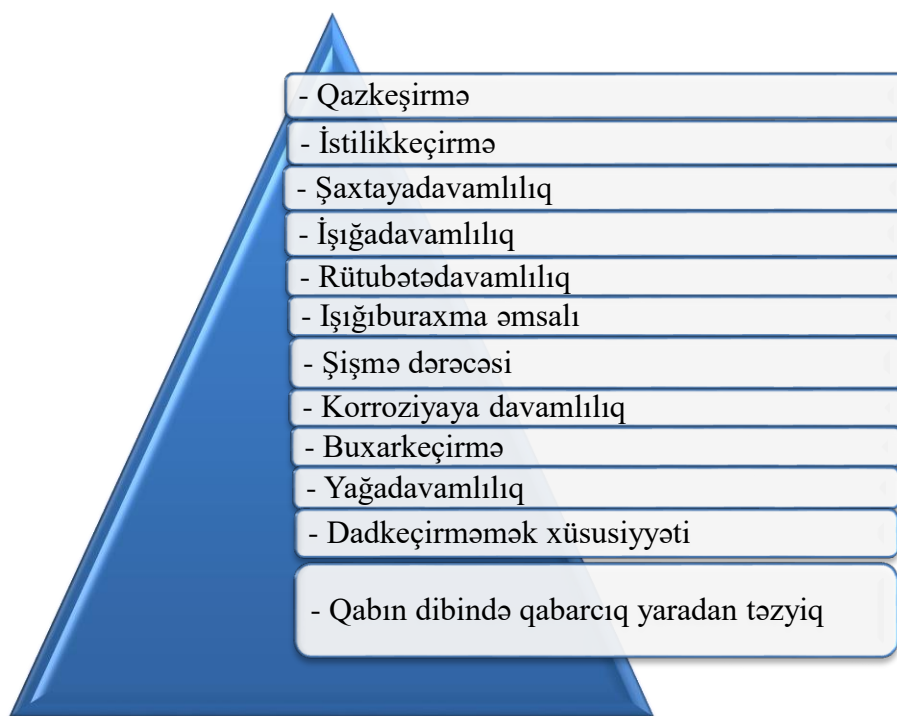 - Qazkeşirmə
- İstilikkeçirmə
- Şaxtayadavamlılıq
- İşığadavamlılıq
- Rütubətədavamlılıq
- Işığıburaxma əmsalı
- Şişmə dərəcəsi
- Korroziyaya davamlılıq
- Buxarkeçirmə
- Yağadavamlılıq
- Dadkeçirməmək xüsusiyyəti
- Qabın dibində qabarcıq yaradan təzyiq